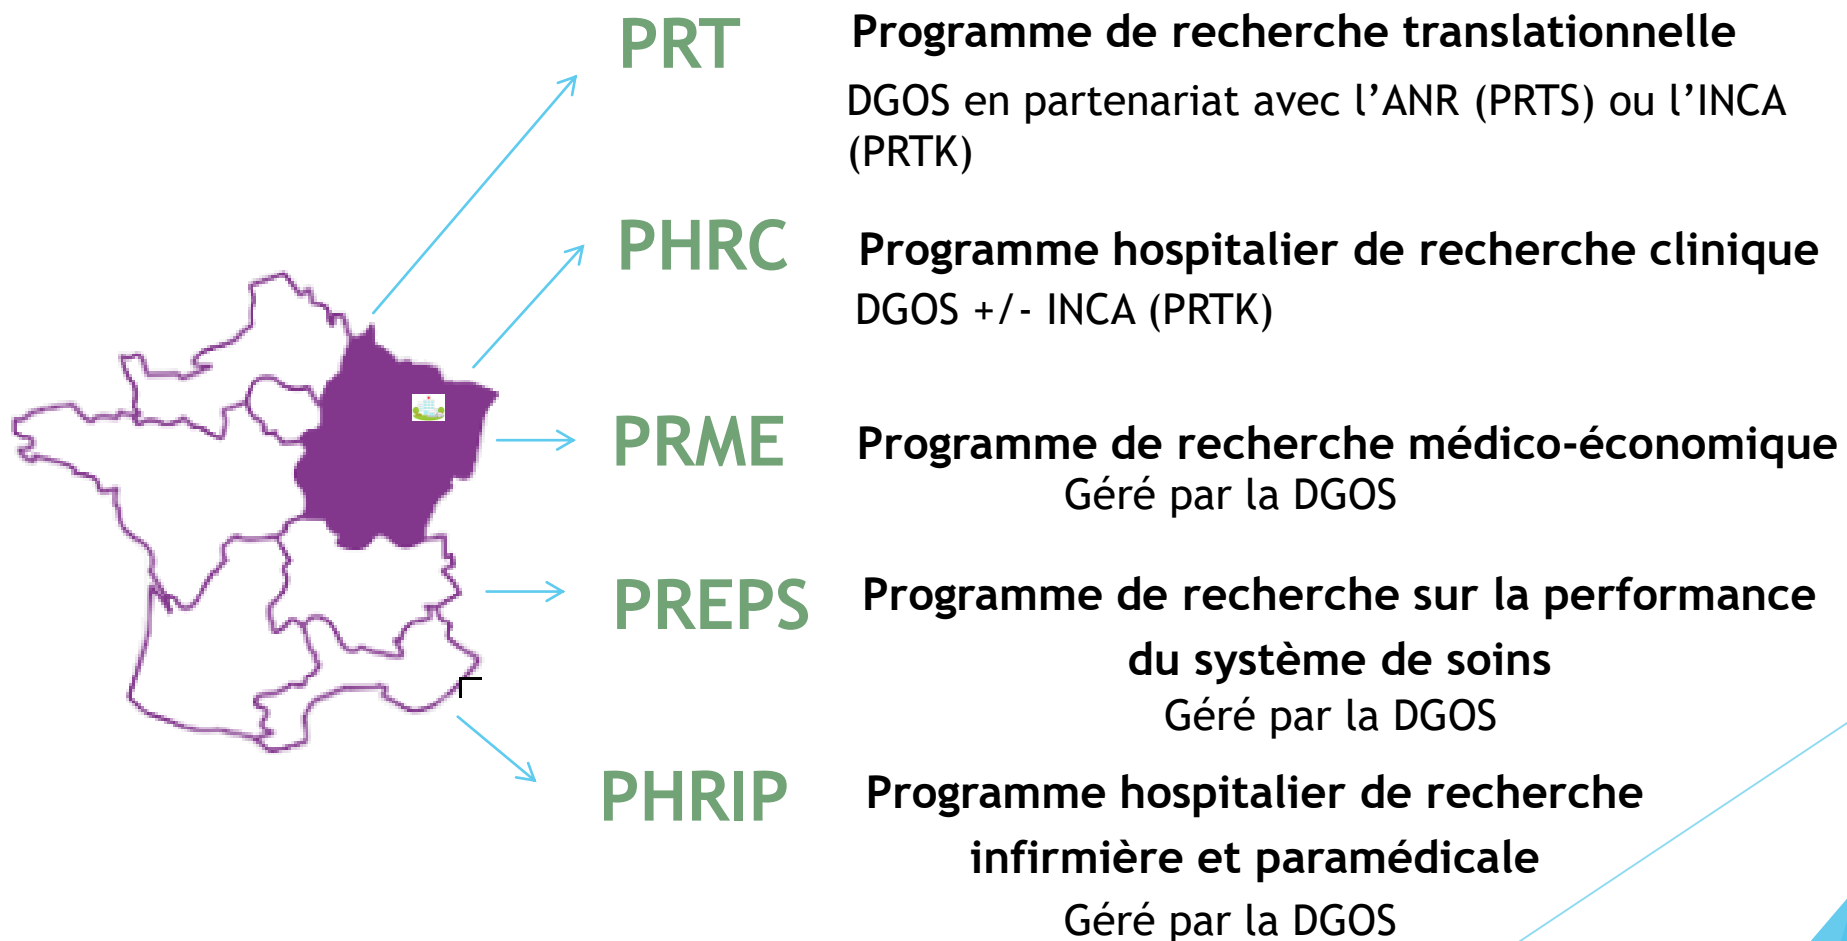 PRT
Programme de recherche translationnelle
DGOS en partenariat avec l’ANR (PRTS) ou l’INCA
(PRTK)
PHRC
Programme hospitalier de recherche clinique
DGOS +/- INCA (PRTK)
PRME
Programme de recherche médico-économique
Géré par la DGOS
PREPS
Programme de recherche sur la performance
du système de soins
Géré par la DGOS
PHRIP
Programme hospitalier de recherche
infirmière et paramédicale
Géré par la DGOS